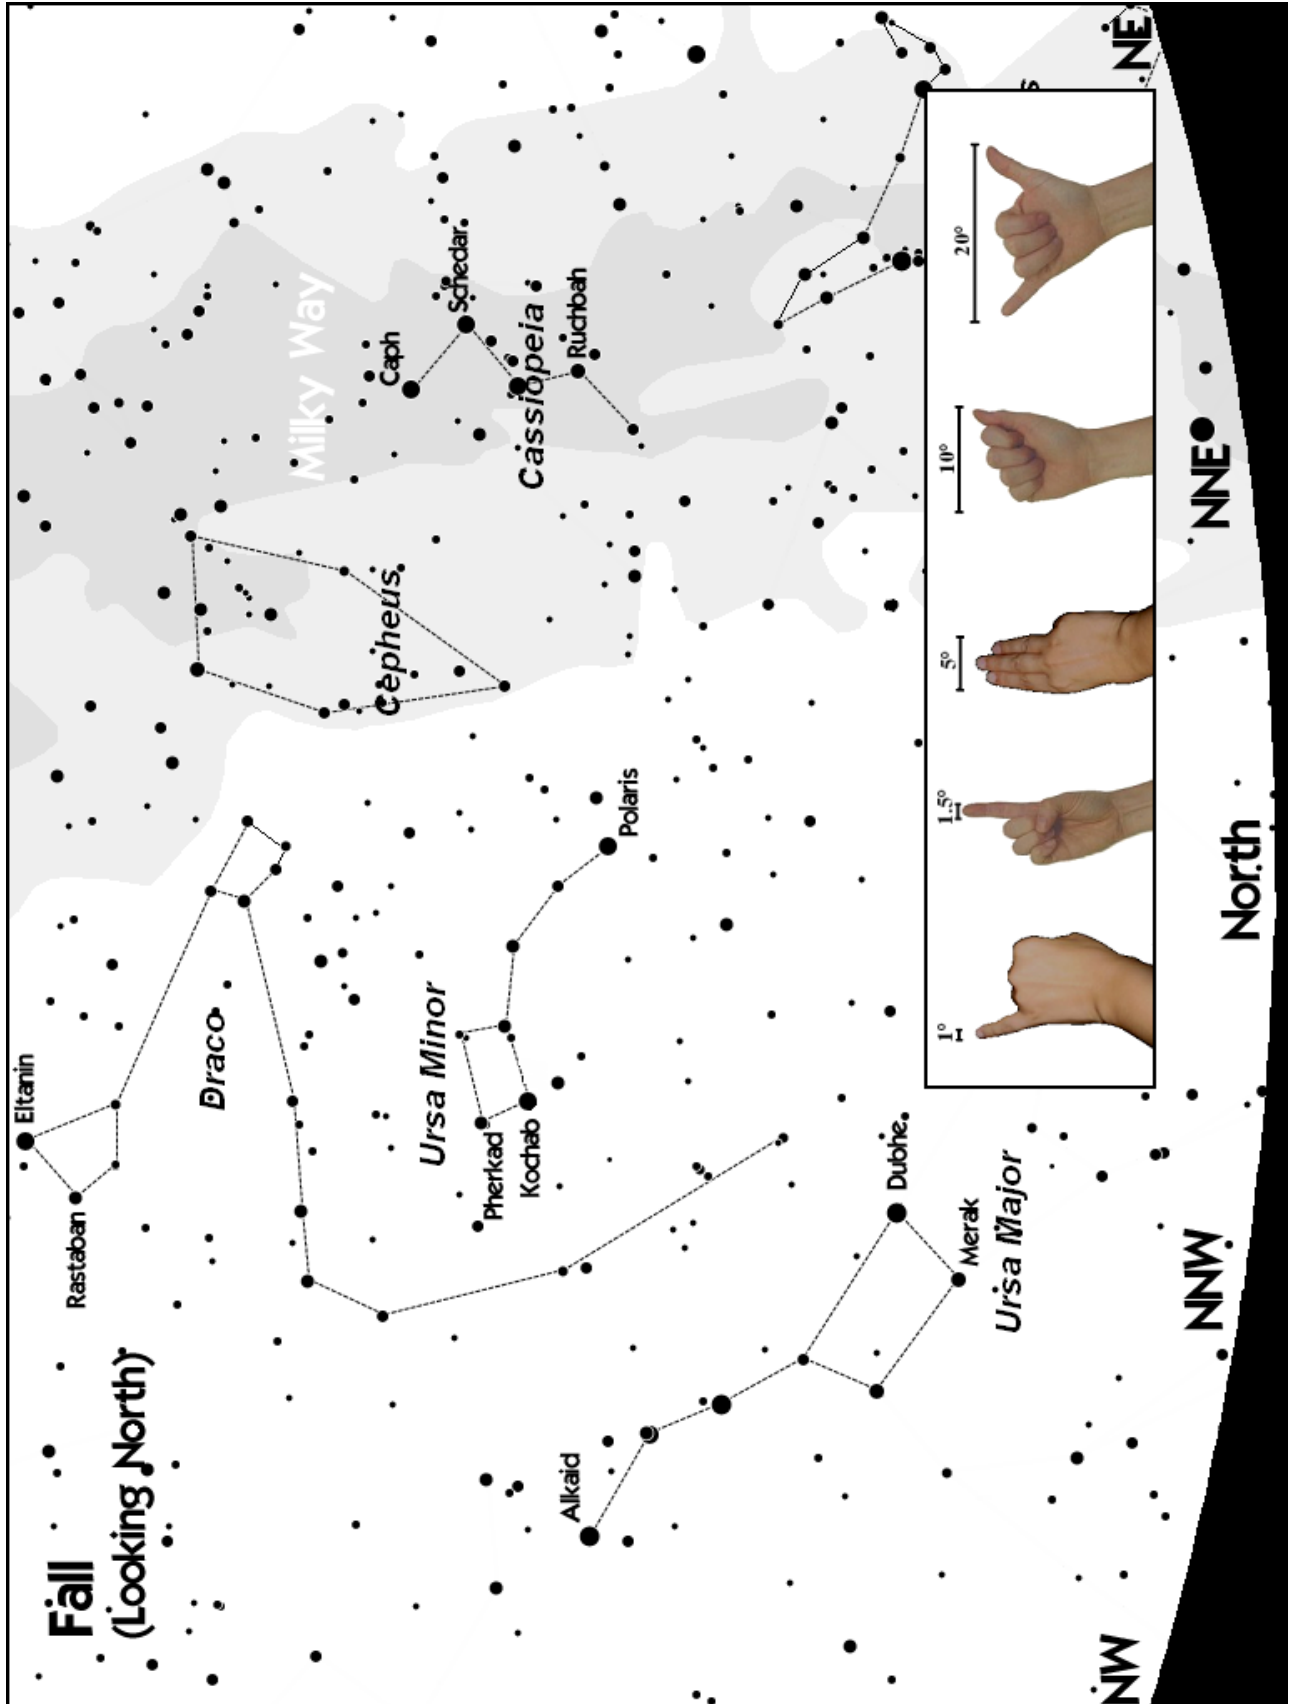 Fall
(Looking North)
Eltanin
Rastaban
Draco
Milky Way
Cepheus
Caph
Schedar
Cassiopeia
Ruchbah
Ursa Minor
Pherkad
Kochab
Polaris
Alkaid
Dubhe
Merak
Ursa Major
1°
1.5°
5°
10°
20°
NW
NNW
North
NNE
NE